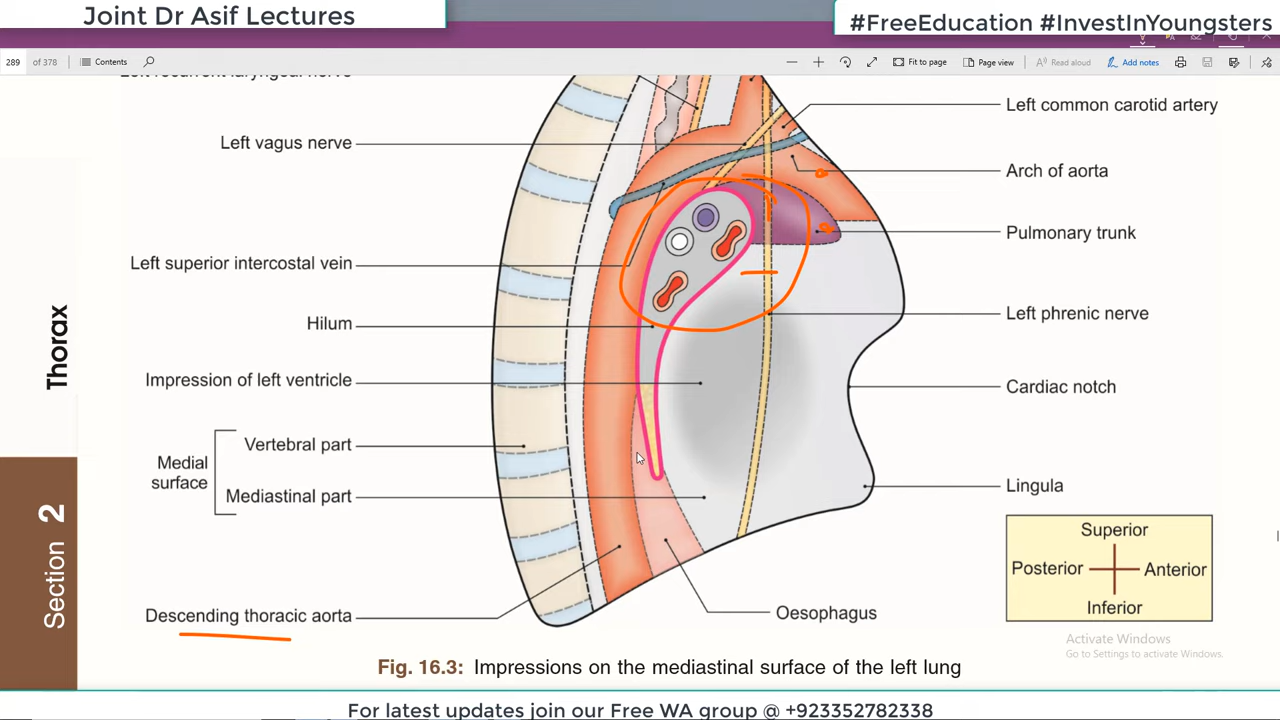 Joint Dr Asif Lectures
#FreeEducation #InvestInYoungsters
289 of 378
Contents
Fit to page
Page view
Read aloud
Add notes
Left recurrent laryngeal nerve
Left vagus nerve
Left superior intercostal vein
Hilum
Impression of left ventricle
Medial surface
Vertebral part
Mediastinal part
Descending thoracic aorta
Left common carotid artery
Arch of aorta
Pulmonary trunk
Left phrenic nerve
Cardiac notch
Lingula
Oesophagus
Superior
Posterior
Anterior
Inferior
Thorax
Section 2
Activate Windows
Go to Settings to activate Windows.
Fig. 16.3: Impressions on the mediastinal surface of the left lung
For latest updates join our Free WA group @ +923352782338